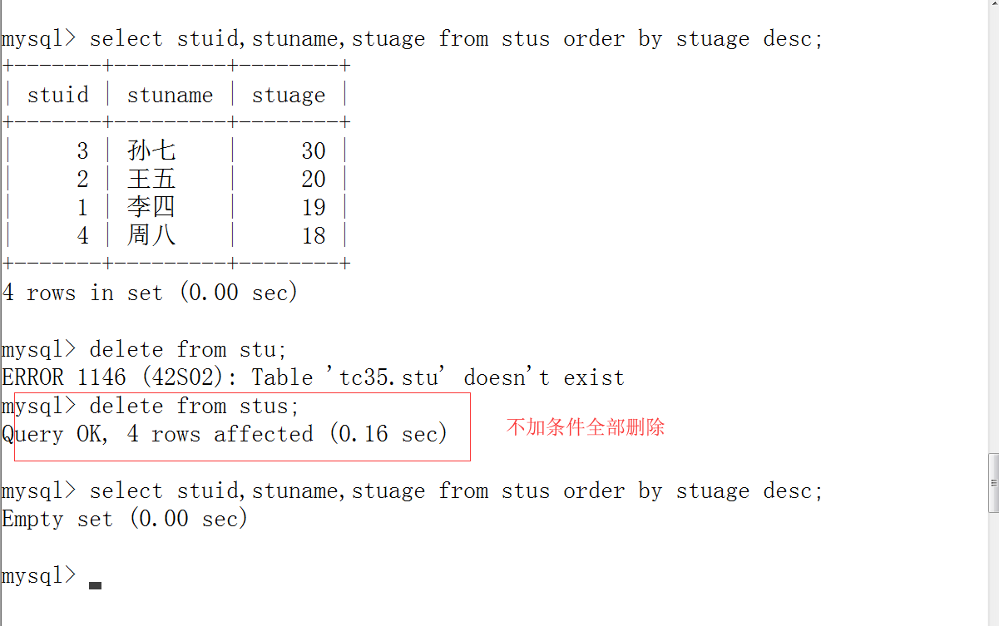 mysql> select stuid,stuname,stuage from stus order by stuage desc;
+-------+---------+--------+
| stuid | stuname | stuage |
+-------+---------+--------+
|     3 | 孙七    |     30 |
|     2 | 王五    |     20 |
|     1 | 李四    |     19 |
|     4 | 周八    |     18 |
+-------+---------+--------+
4 rows in set (0.00 sec)
mysql> delete from stu;
ERROR 1146 (42S02): Table 'tc35.stu' doesn't exist
mysql> delete from stus;
Query OK, 4 rows affected (0.16 sec)
不加条件全部删除
mysql> select stuid,stuname,stuage from stus order by stuage desc;
Empty set (0.00 sec)
mysql>